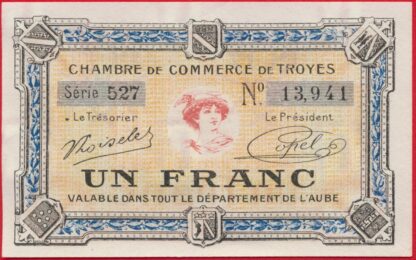 CHAMBRE DE COMMERCE DE TROYES
Série 527 No. 13,941
Le Trésorier Le Président
UN FRANC
VALABLE DANS TOUT LE DÉPARTEMENT DE L'AUBE